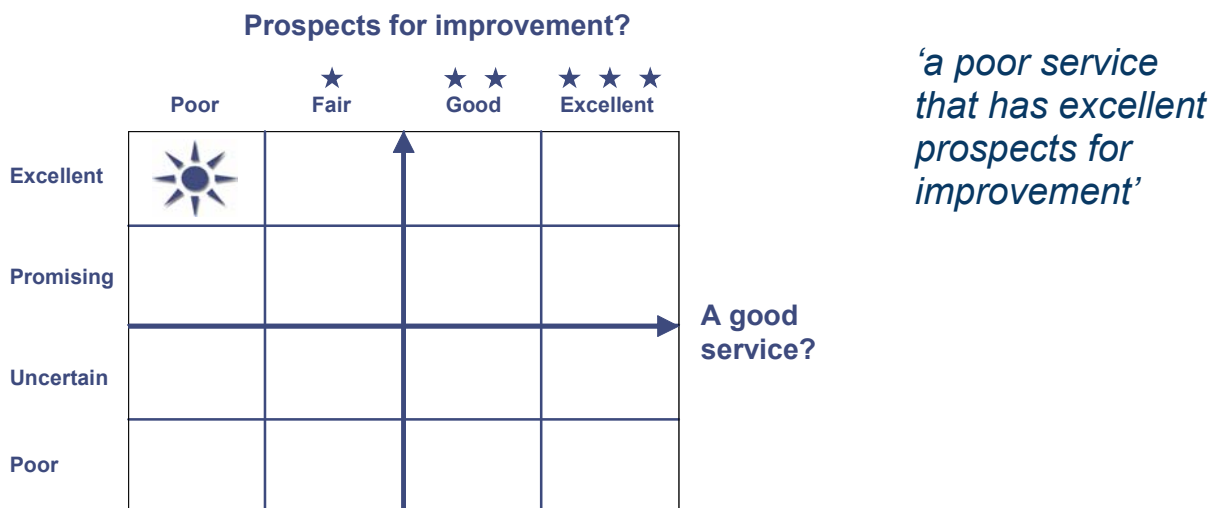 Prospects for improvement?
Poor
Fair
Good
Excellent
Excellent
Promising
Uncertain
Poor
A good
service?
‘a poor service
that has excellent
prospects for
improvement’